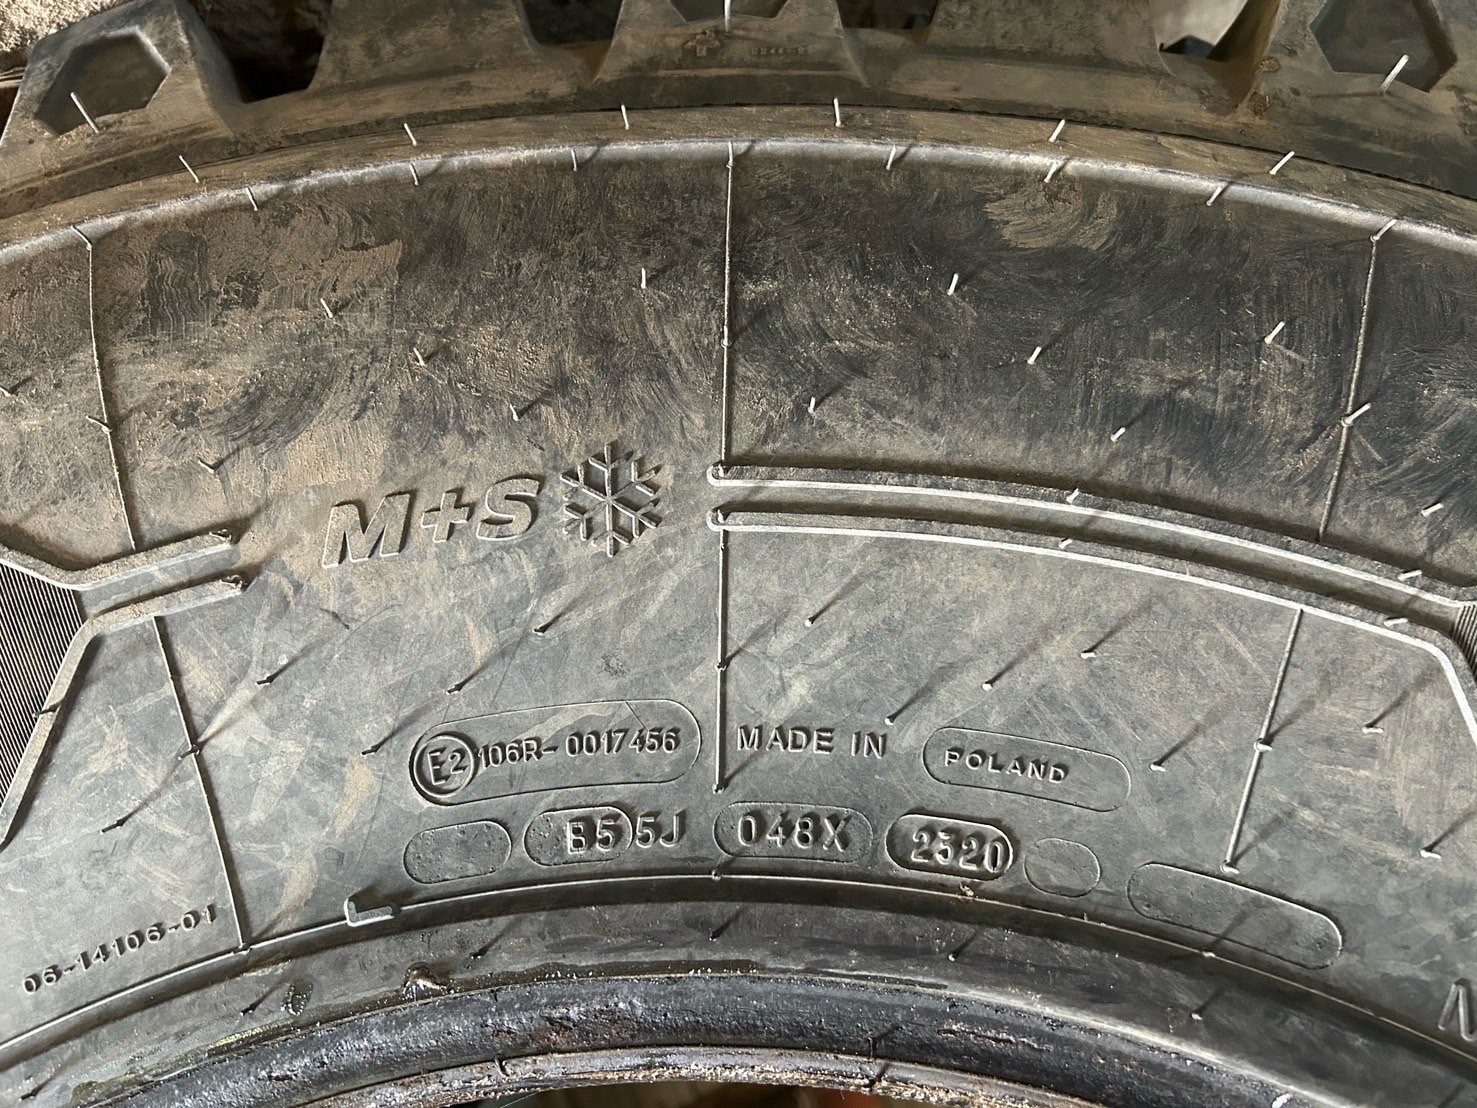 M+S
E2 106R-0017456
MADE IN POLAND
B5 5J 048X 2520
06-14106-01